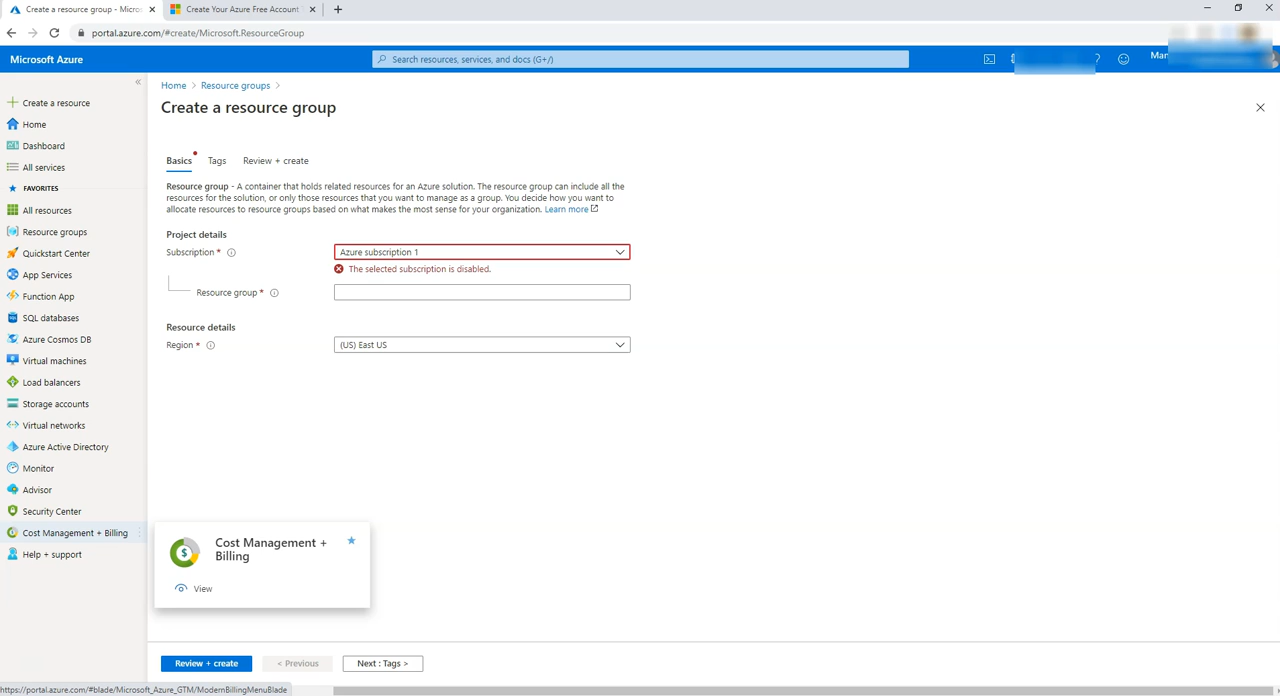 Create a resource group - Micros
Create Your Azure Free Account
portal.azure.com/#create/Microsoft.ResourceGroup
Microsoft Azure
Search resources, services, and docs (G+/)
?
Create a resource
Home
Dashboard
All services
FAVORITES
All resources
Resource groups
Quickstart Center
App Services
Function App
SQL databases
Azure Cosmos DB
Virtual machines
Load balancers
Storage accounts
Virtual networks
Azure Active Directory
Monitor
Advisor
Security Center
Cost Management + Billing
Help + support
Home > Resource groups >
Create a resource group
Basics Tags Review + create
Resource group - A container that holds related resources for an Azure solution. The resource group can include all the
resources for the solution, or only those resources that you want to manage as a group. You decide how you want to
allocate resources to resource groups based on what makes the most sense for your organization. Learn more
Project details
Subscription * Azure subscription 1
The selected subscription is disabled.
Resource group *
Resource details
Region * (US) East US
Cost Management +
Billing
View
Review + create < Previous Next : Tags >
https://portal.azure.com/#blade/Microsoft_Azure_GTM/ModernBillingMenuBlade